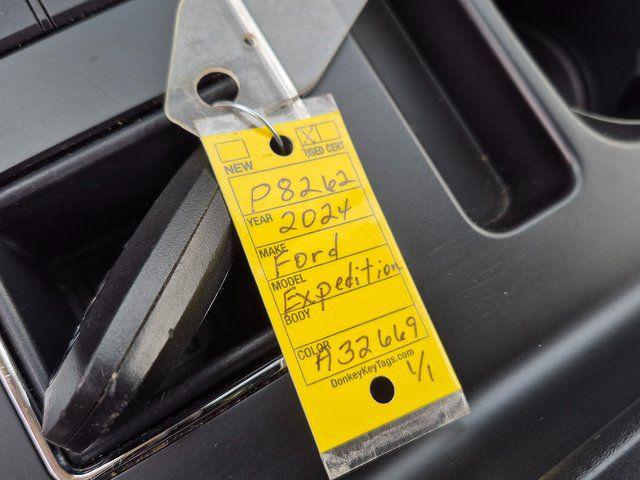 NEW X USED CERT
P8262
YEAR 2024
MAKE Ford
MODEL Expedition
BODY
COLOR A32669
DonkeyKeyTags.com
1/1